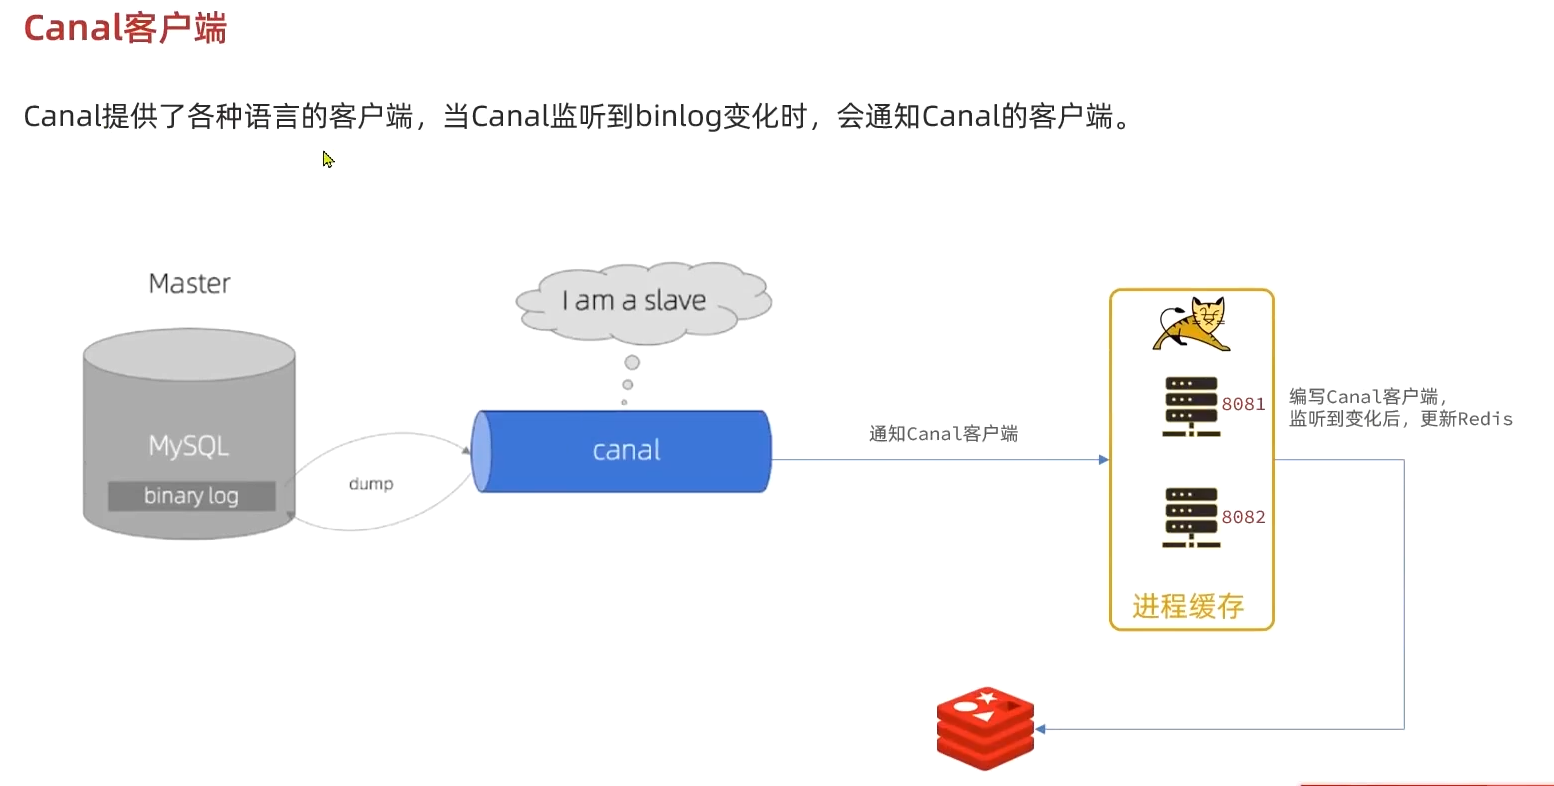 Canal客户端
Canal提供了各种语言的客户端，当Canal监听到binlog变化时，会通知Canal的客户端。
Master
I am a slave
MySQL
binary log
dump
canal
通知Canal客户端
8081
编写Canal客户端，
监听到变化后，更新Redis
8082
进程缓存